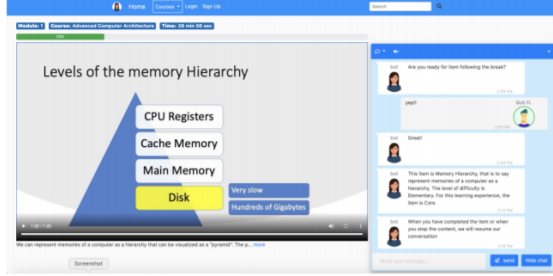 Home Courses Login Sign Up Search
Module: 1 Course: Advanced Computer Architecture Time: 36 min 56 sec
Levels of the memory Hierarchy
CPU Registers
Cache Memory
Main Memory
Disk
Very slow
Hundreds of Gigabytes
We can represent memories of a computer as a hierarchy that can be visualized as a "pyramid". The p... more
Screenshot
bot
Are you ready for item following the break?
yep!!
Bob Fl.
bot
Great!
bot
This item is Memory Hierarchy, that is to say
represent memories of a computer as a
hierarchy. The level of difficulty is
Elementary. For this learning experience, the
item is Core
bot
When you have completed the item or when
you stop the content, we will resume our
conversation
Write your message...
send
Hide chat